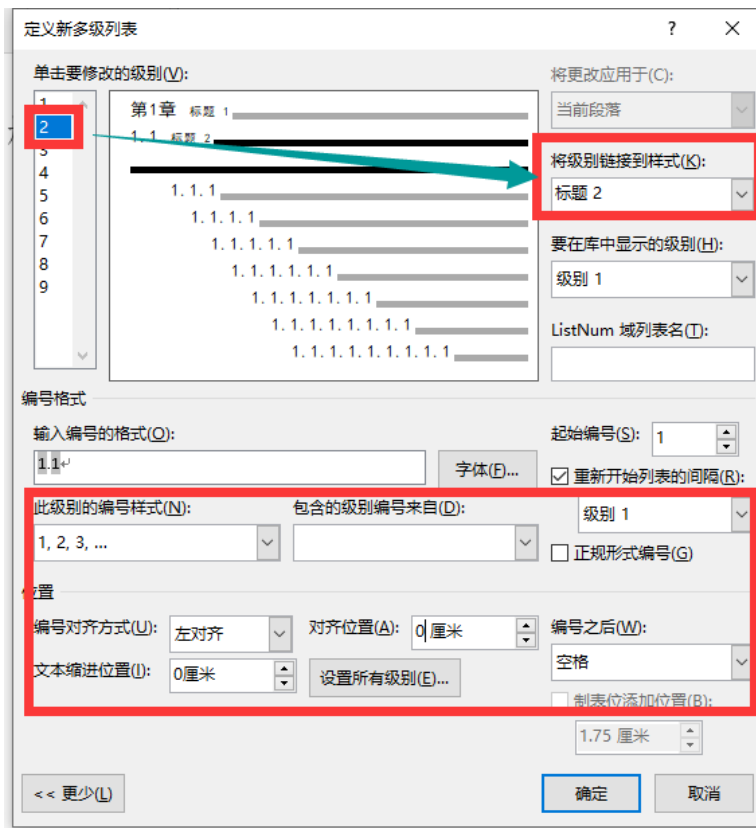 定义新多级列表 ? ×
单击要修改的级别(V):
1
2
3
4
5
6
7
8
9
第1章 标题 1
1.1 标题 2
1.1.1
1.1.1.1
1.1.1.1.1
1.1.1.1.1.1
1.1.1.1.1.1.1
1.1.1.1.1.1.1.1
1.1.1.1.1.1.1.1.1
将更改应用于(C):
当前段落
将级别链接到样式(K):
标题 2
要在库中显示的级别(H):
级别 1
ListNum 域列表名(T):
编号格式
输入编号的格式(O):
1.1↵
字体(F)...
起始编号(S): 1
重新开始列表的间隔(R):
级别 1
此级别的编号样式(N):
1, 2, 3, ...
包含的级别编号来自(D):
正规形式编号(G)
位置
编号对齐方式(U): 左对齐
对齐位置(A): 0厘米
编号之后(W):
空格
文本缩进位置(I): 0厘米
设置所有级别(E)...
制表位添加位置(B):
1.75 厘米
<< 更少(L)
确定
取消